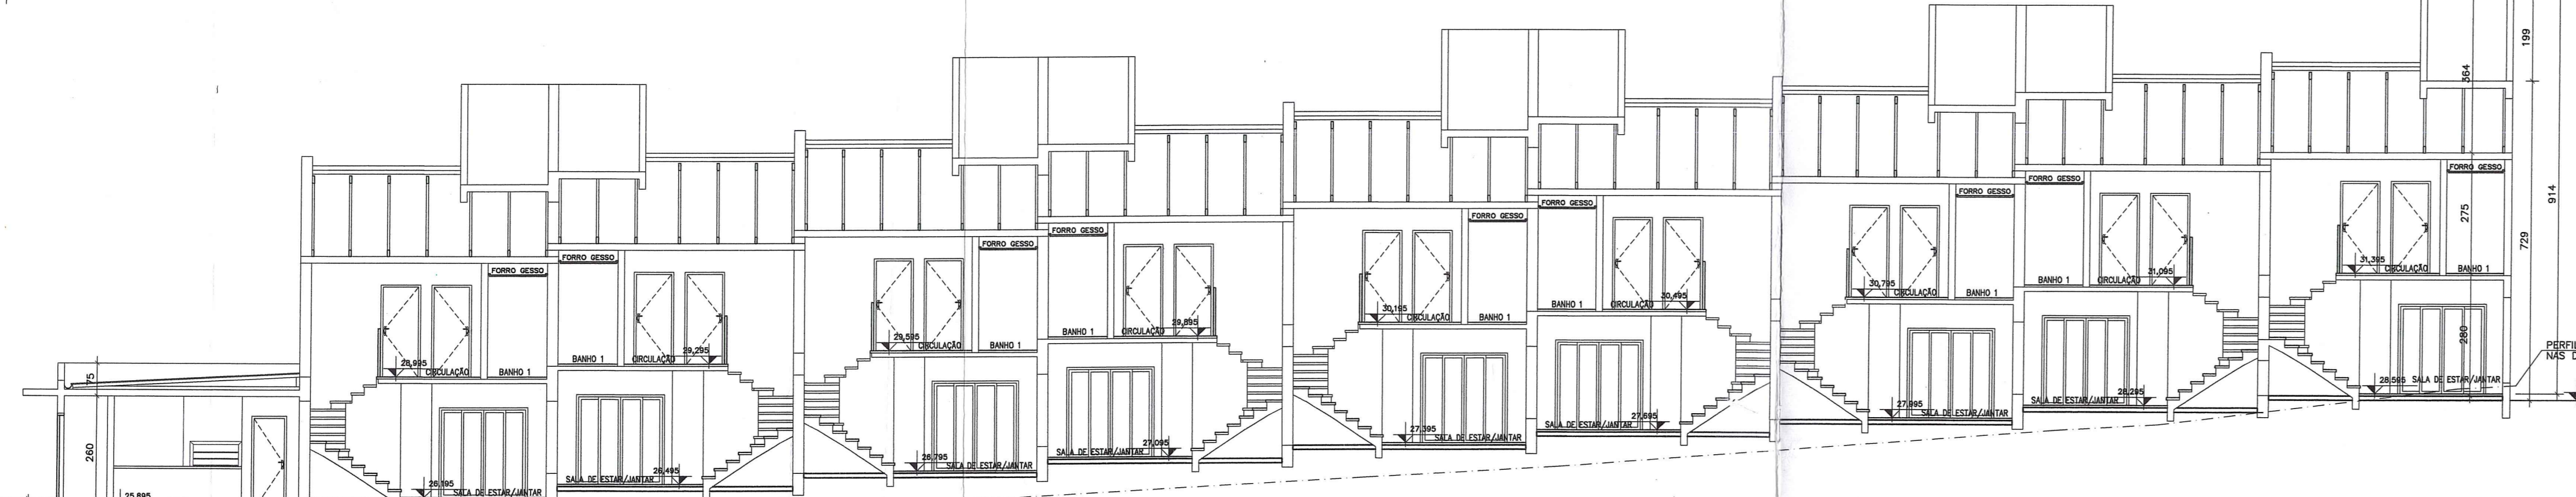 199
364
914
275
729
280
PERFIL
NAS D
FORRO GESSO
28,995
CIRCULAÇÃO
BANHO 1
26,195
SALA DE ESTAR/JANTAR
FORRO GESSO
BANHO 1
CIRCULAÇÃO
29,295
SALA DE ESTAR/JANTAR
26,495
FORRO GESSO
29,595
CIRCULAÇÃO
BANHO 1
26,795
SALA DE ESTAR/JANTAR
FORRO GESSO
BANHO 1
CIRCULAÇÃO
29,895
SALA DE ESTAR/JANTAR
27,095
FORRO GESSO
30,195
CIRCULAÇÃO
BANHO 1
27,395
SALA DE ESTAR/JANTAR
FORRO GESSO
BANHO 1
CIRCULAÇÃO
30,495
SALA DE ESTAR/JANTAR
27,695
FORRO GESSO
30,795
CIRCULAÇÃO
BANHO 1
27,995
SALA DE ESTAR/JANTAR
FORRO GESSO
BANHO 1
CIRCULAÇÃO
31,095
SALA DE ESTAR/JANTAR
28,295
FORRO GESSO
31,395
CIRCULAÇÃO
BANHO 1
28,595
SALA DE ESTAR/JANTAR
75
260
25,895